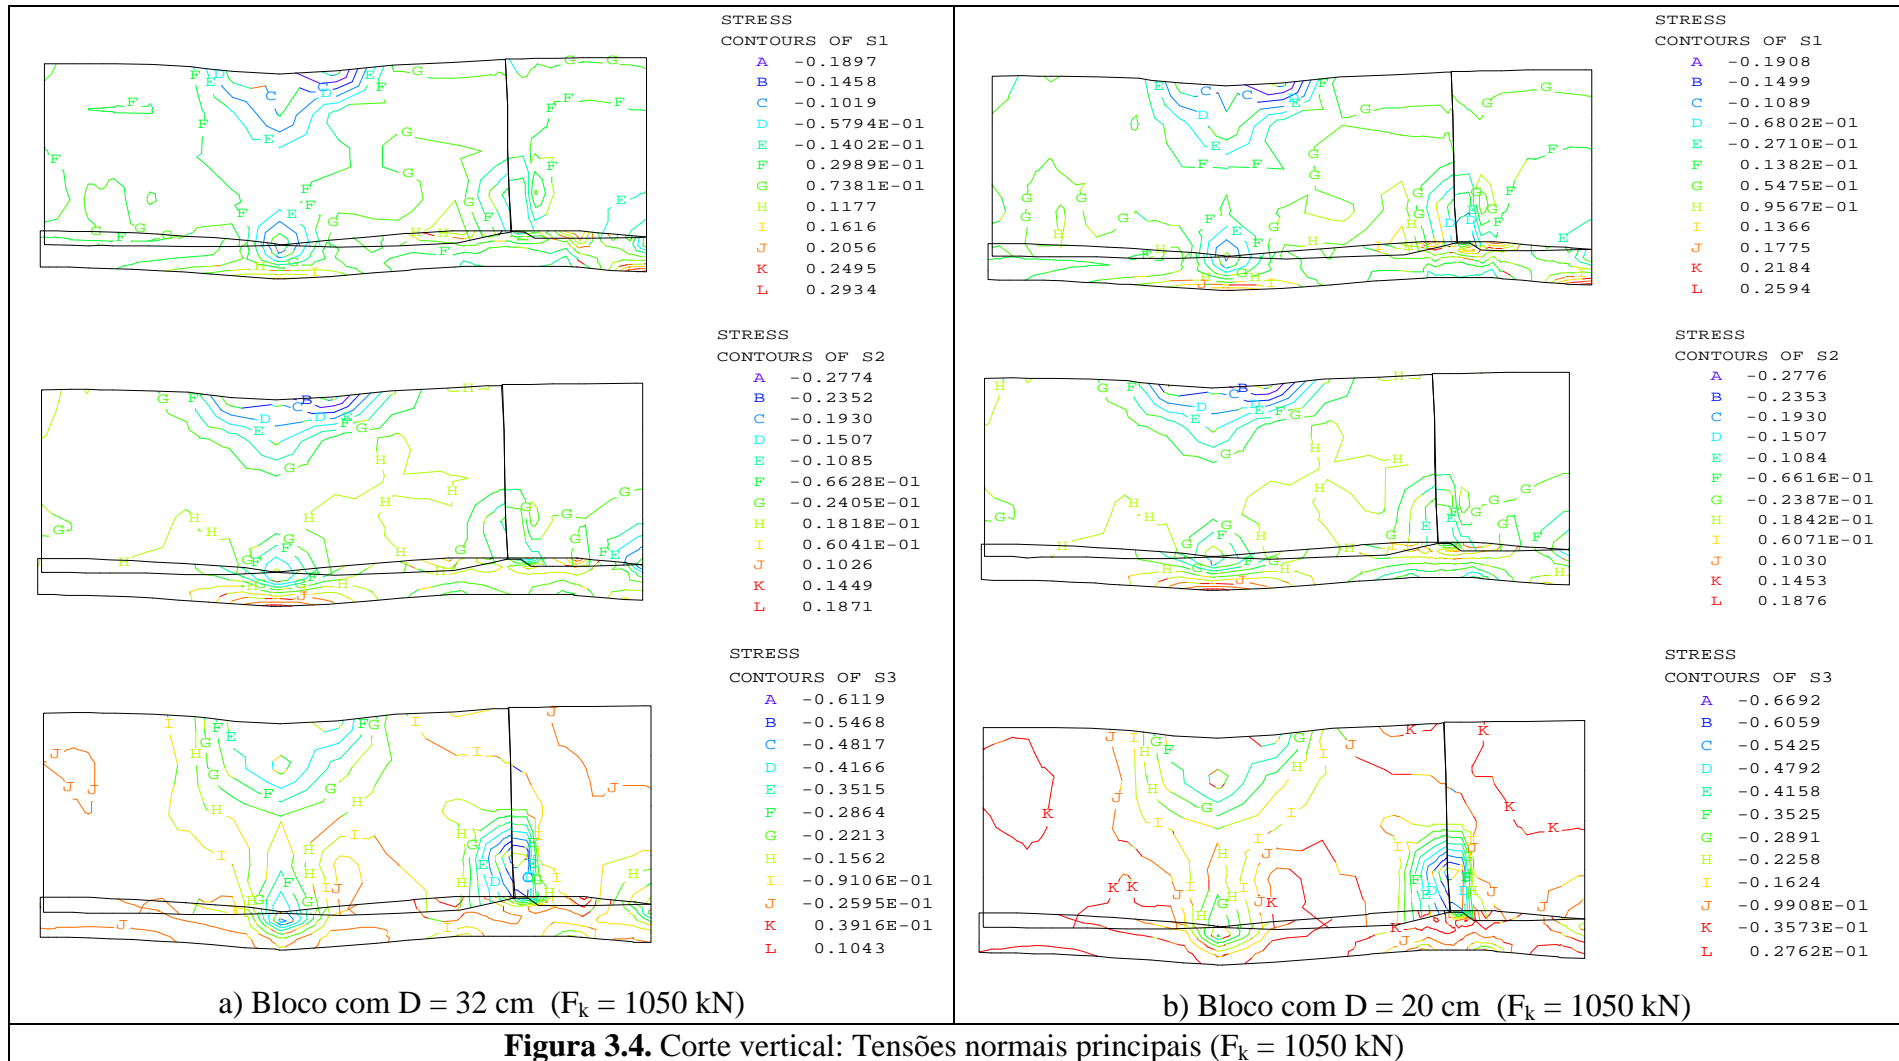 STRESS
CONTOURS OF S1
A -0.1897
B -0.1458
C -0.1019
D -0.5794E-01
E -0.1402E-01
F 0.2989E-01
G 0.7381E-01
H 0.1177
I 0.1616
J 0.2056
K 0.2495
L 0.2934
STRESS
CONTOURS OF S2
A -0.2774
B -0.2352
C -0.1930
D -0.1507
E -0.1085
F -0.6628E-01
G -0.2405E-01
H 0.1818E-01
I 0.6041E-01
J 0.1026
K 0.1449
L 0.1871
STRESS
CONTOURS OF S3
A -0.6119
B -0.5468
C -0.4817
D -0.4166
E -0.3515
F -0.2864
G -0.2213
H -0.1562
I -0.9106E-01
J -0.2595E-01
K 0.3916E-01
L 0.1043
a) Bloco com D = 32 cm (Fk = 1050 kN)
STRESS
CONTOURS OF S1
A -0.1908
B -0.1499
C -0.1089
D -0.6802E-01
E -0.2710E-01
F 0.1382E-01
G 0.5475E-01
H 0.9567E-01
I 0.1366
J 0.1775
K 0.2184
L 0.2594
STRESS
CONTOURS OF S2
A -0.2776
B -0.2353
C -0.1930
D -0.1507
E -0.1084
F -0.6616E-01
G -0.2387E-01
H 0.1842E-01
I 0.6071E-01
J 0.1030
K 0.1453
L 0.1876
STRESS
CONTOURS OF S3
A -0.6692
B -0.6059
C -0.5425
D -0.4792
E -0.4158
F -0.3525
G -0.2891
H -0.2258
I -0.1624
J -0.9908E-01
K -0.3573E-01
L 0.2762E-01
b) Bloco com D = 20 cm (Fk = 1050 kN)
Figura 3.4. Corte vertical: Tensões normais principais (Fk = 1050 kN)